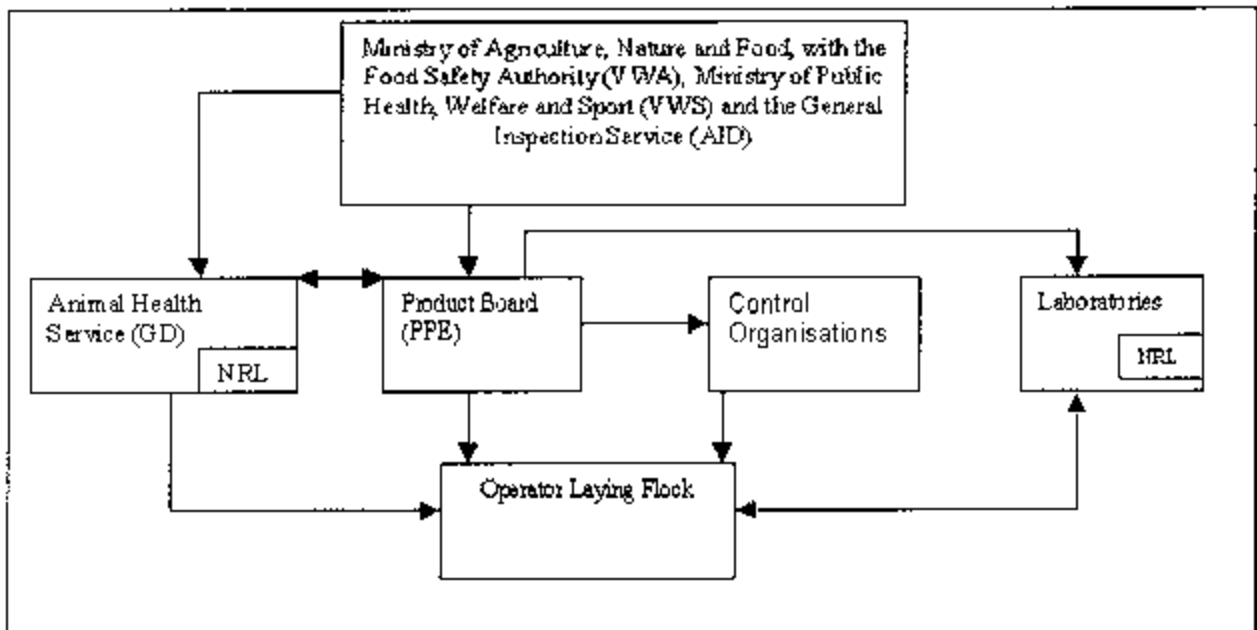 Ministry of Agriculture, Nature and Food, with the
Food Safety Authority (VWA), Ministry of Public
Health, Welfare and Sport (VWS) and the General
Inspection Service (AID)
Animal Health
Service (GD)
NRL
Product Board
(PPE)
Control
Organisations
Laboratories
NRL
Operator Laying Flock